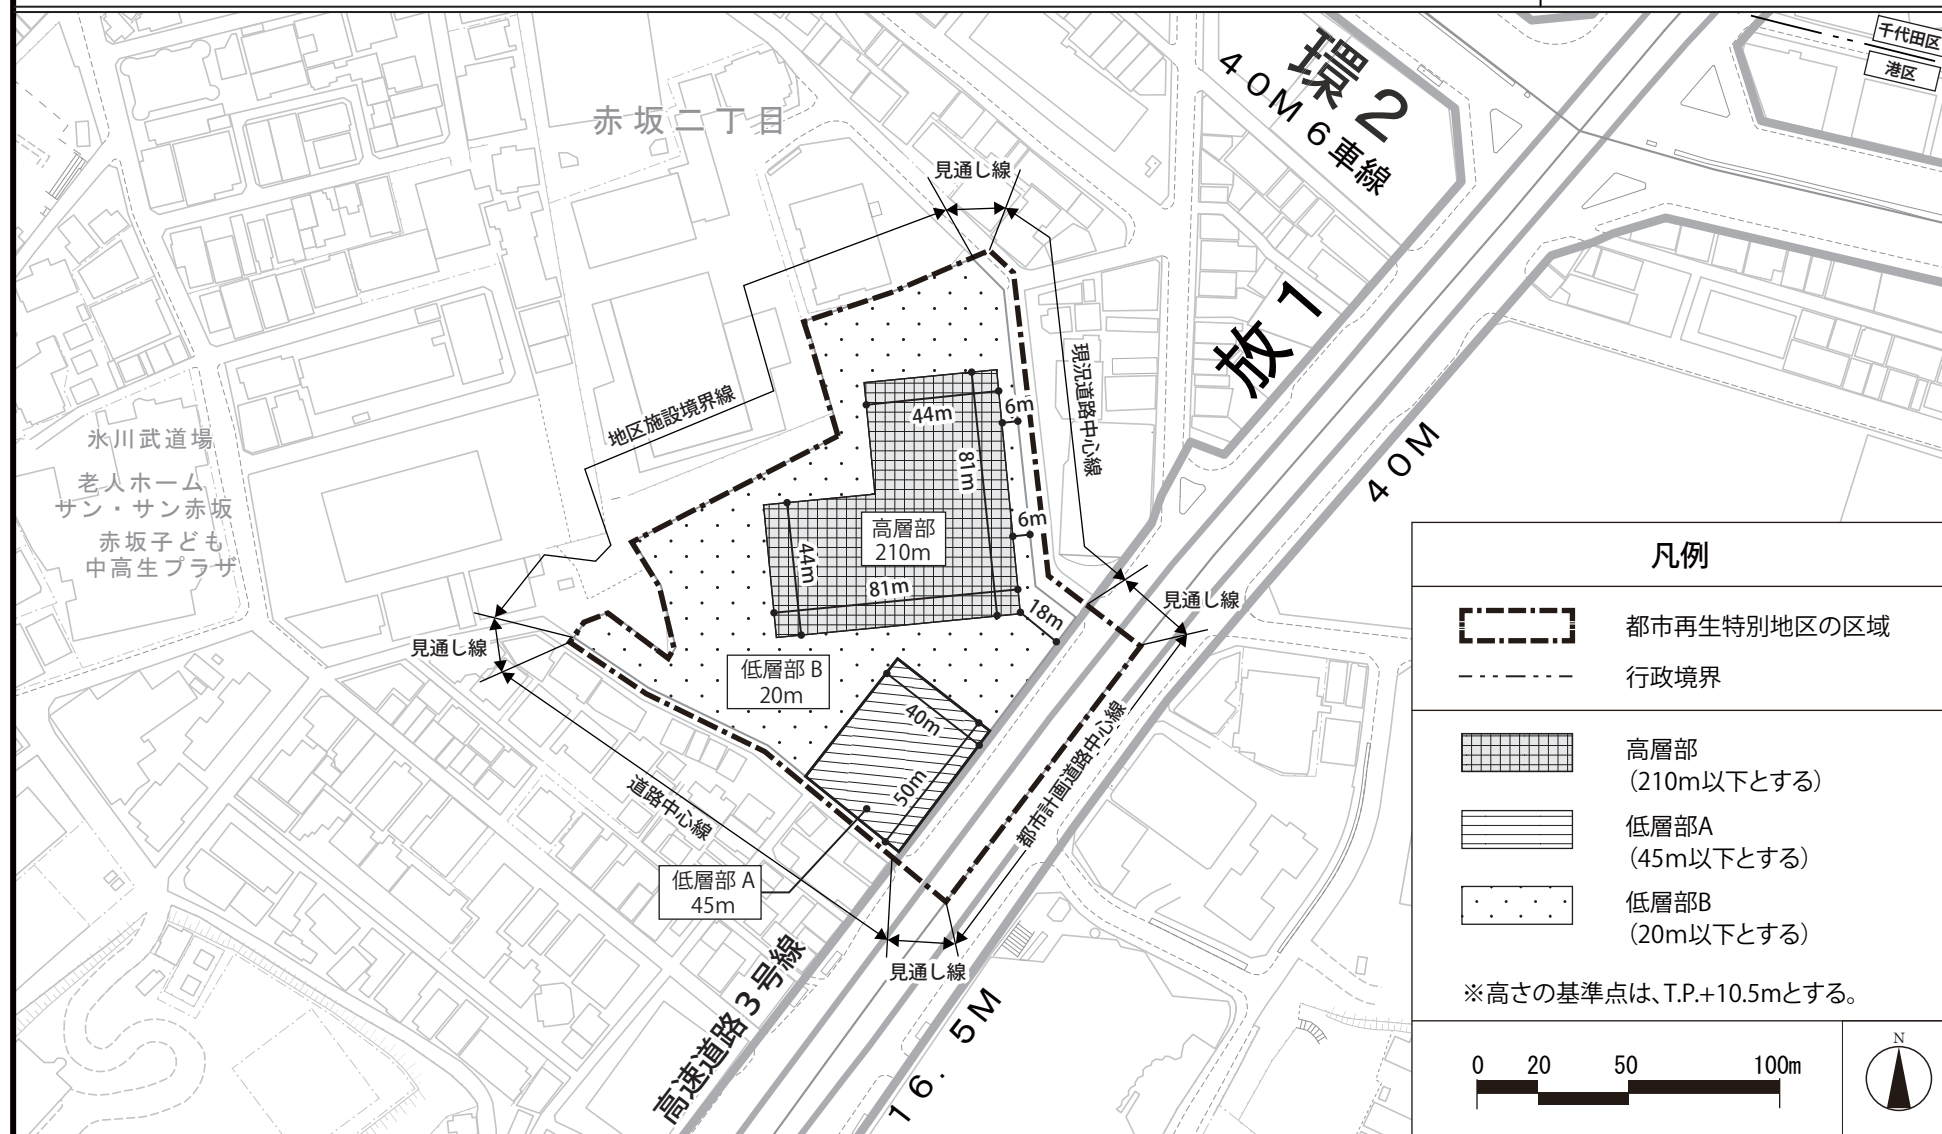 千代田区
港区
環2
40M 6車線
赤坂二丁目
見通し線
放1
地区施設境界線
現況道路中心線
44m
6m
81m
氷川武道場
老人ホーム
サン・サン赤坂
赤坂子ども
中高生プラザ
40M
高層部
210m
6m
44m
81m
18m
見通し線
見通し線
低層部 B
20m
40m
50m
都市計画道路中心線
道路中心線
低層部 A
45m
見通し線
高速道路3号線
16.5M
凡例
都市再生特別地区の区域
行政境界
高層部
(210m以下とする)
低層部A
(45m以下とする)
低層部B
(20m以下とする)
※高さの基準点は、T.P.+10.5mとする。
0 20 50 100m
N